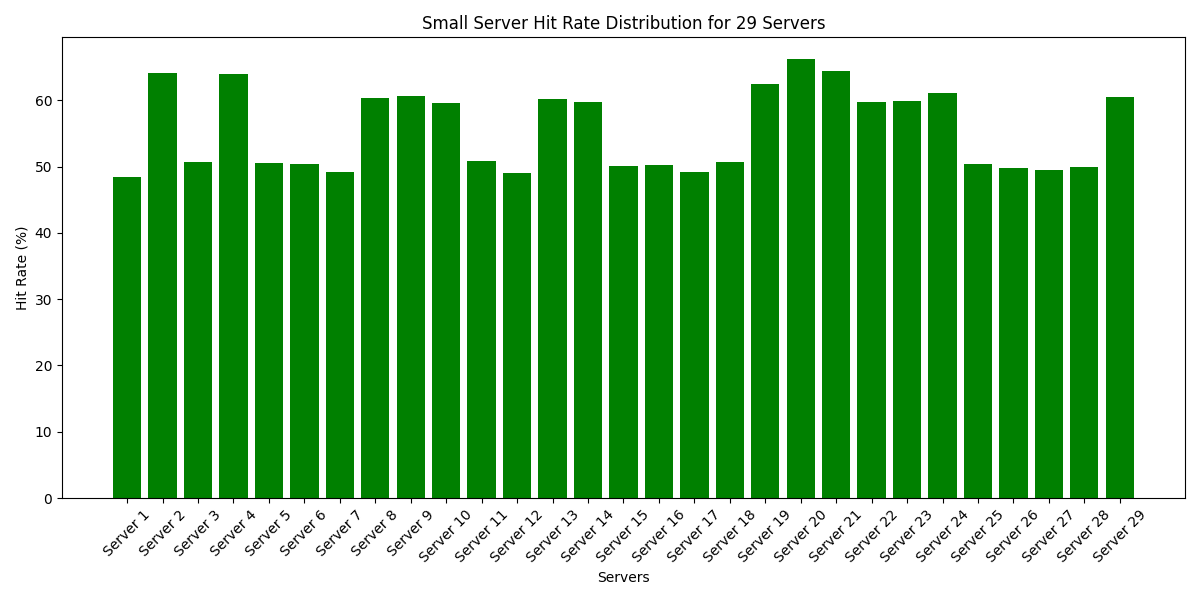 Small Server Hit Rate Distribution for 29 Servers
Hit Rate (%)
60
50
40
30
20
10
0
Server 1
Server 2
Server 3
Server 4
Server 5
Server 6
Server 7
Server 8
Server 9
Server 10
Server 11
Server 12
Server 13
Server 14
Server 15
Server 16
Server 17
Server 18
Server 19
Server 20
Server 21
Server 22
Server 23
Server 24
Server 25
Server 26
Server 27
Server 28
Server 29
Servers